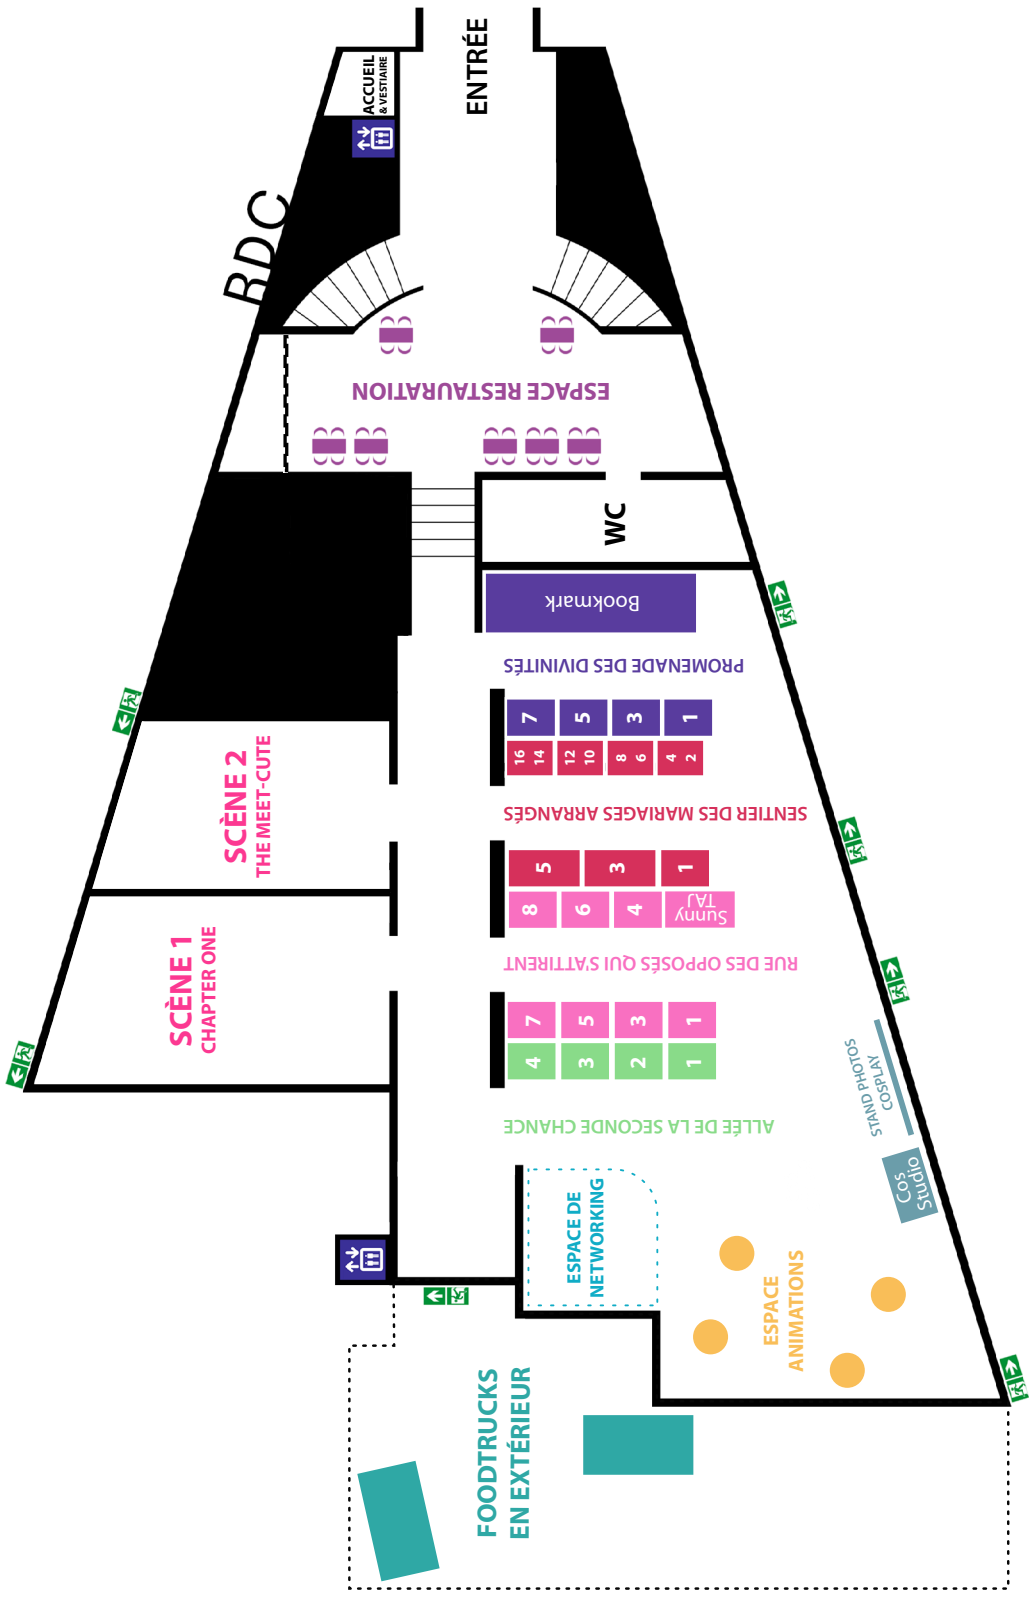 ENTRÉE
ACCUEIL
& VESTIAIRE
RDC
ESPACE RESTAURATION
WC
Bookmark
PROMENADE DES DIVINITÉS
7
5
3
1
16
14
12
10
8
6
4
2
SCÈNE 2
THE MEET-CUTE
SENTIER DES MARIAGES ARRANGÉS
5
3
1
8
6
4
Sunny
TAJ
SCÈNE 1
CHAPTER ONE
RUE DES OPPOSÉS QUI S'ATTIRENT
7
5
3
1
4
3
2
1
STAND PHOTOS
COSPLAY
ALLÉE DE LA SECONDE CHANCE
Cos
Studio
ESPACE DE
NETWORKING
ESPACE
ANIMATIONS
FOODTRUCKS
EN EXTÉRIEUR